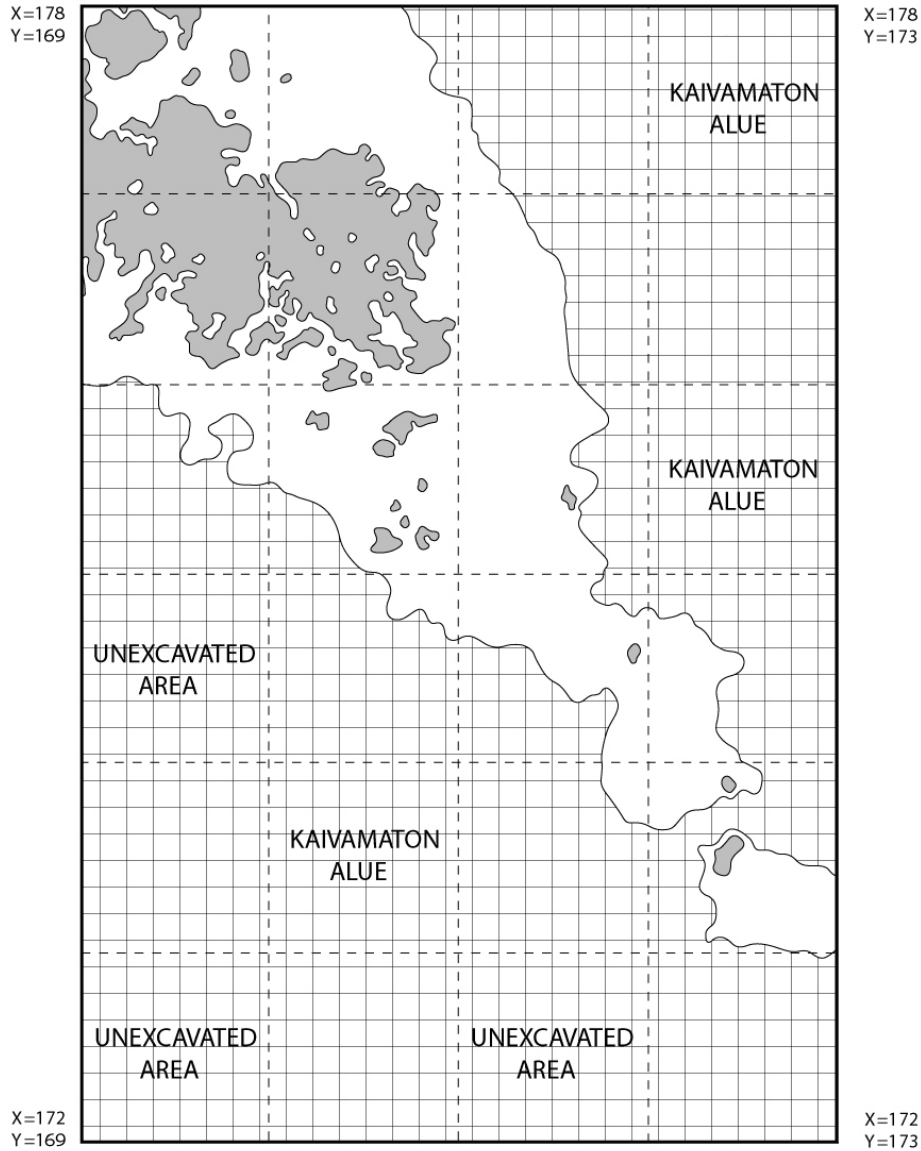 X=178
Y=169
X=178
Y=173
KAIVAMATON
ALUE
KAIVAMATON
ALUE
UNEXCAVATED
AREA
KAIVAMATON
ALUE
UNEXCAVATED
AREA
UNEXCAVATED
AREA
X=172
Y=169
X=172
Y=173